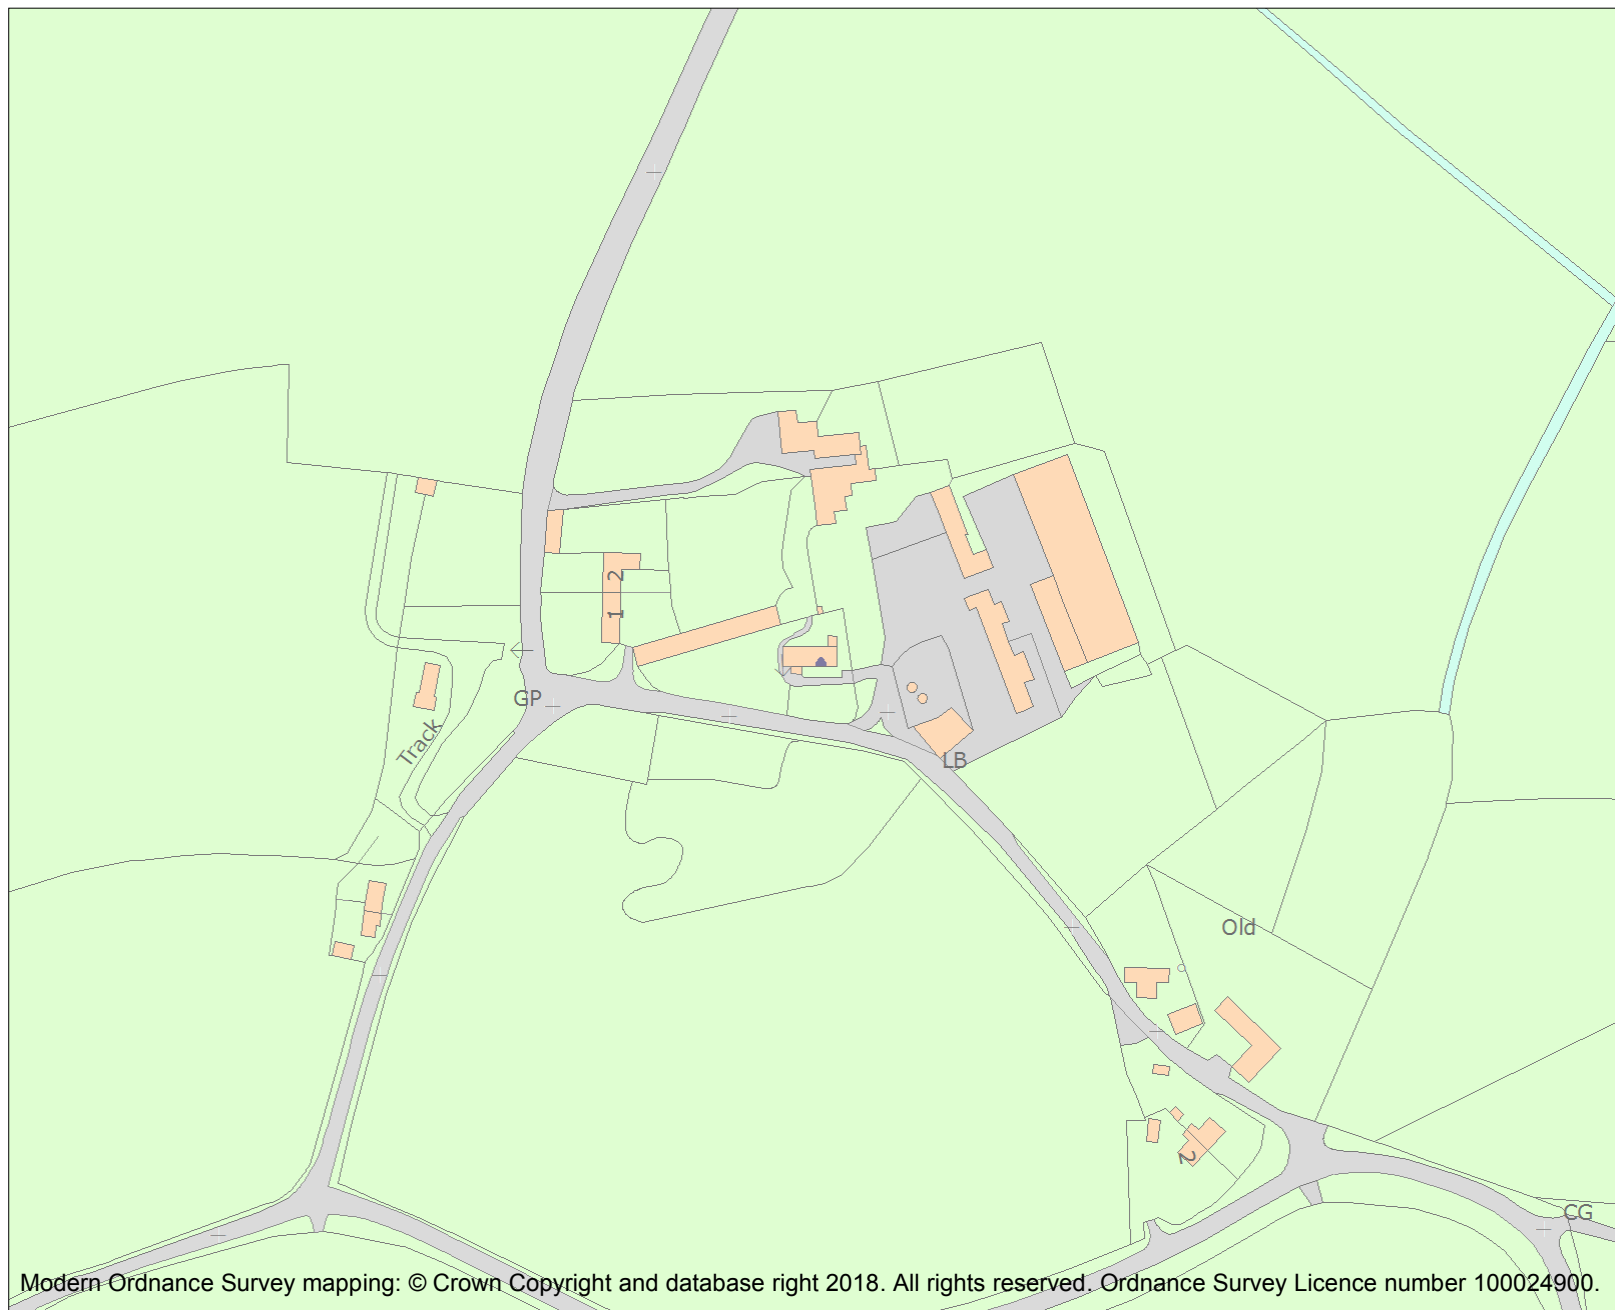 2
1
GP
Track
LB
Old
2
CG
Modern Ordnance Survey mapping: © Crown Copyright and database right 2018. All rights reserved. Ordnance Survey Licence number 100024900.